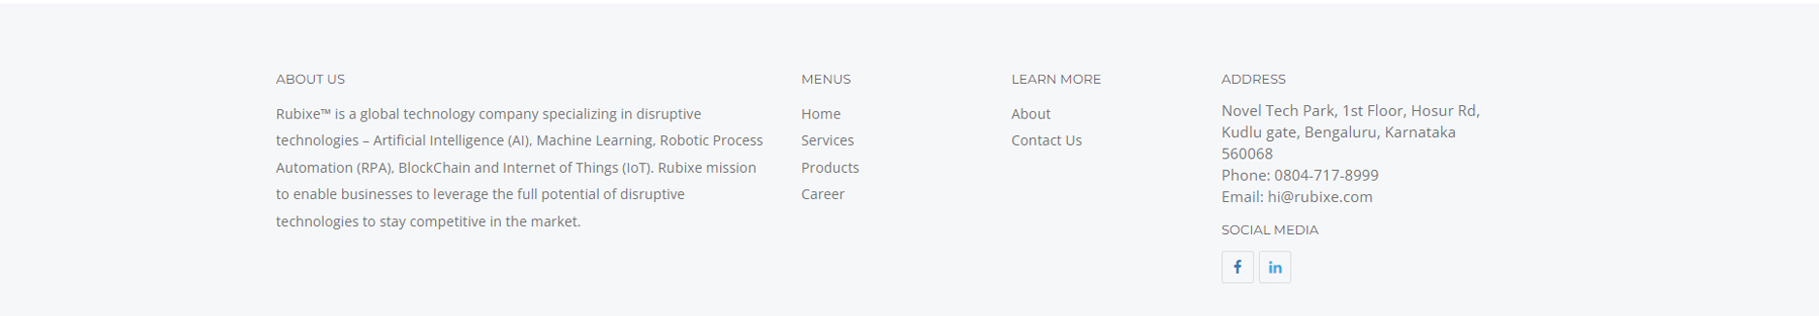 ABOUT US
Rubixe™ is a global technology company specializing in disruptive
technologies – Artificial Intelligence (AI), Machine Learning, Robotic Process
Automation (RPA), BlockChain and Internet of Things (IoT). Rubixe mission
to enable businesses to leverage the full potential of disruptive
technologies to stay competitive in the market.
MENUS
Home
Services
Products
Career
LEARN MORE
About
Contact Us
ADDRESS
Novel Tech Park, 1st Floor, Hosur Rd,
Kudlu gate, Bengaluru, Karnataka
560068
Phone: 0804-717-8999
Email: hi@rubixe.com
SOCIAL MEDIA
f
in